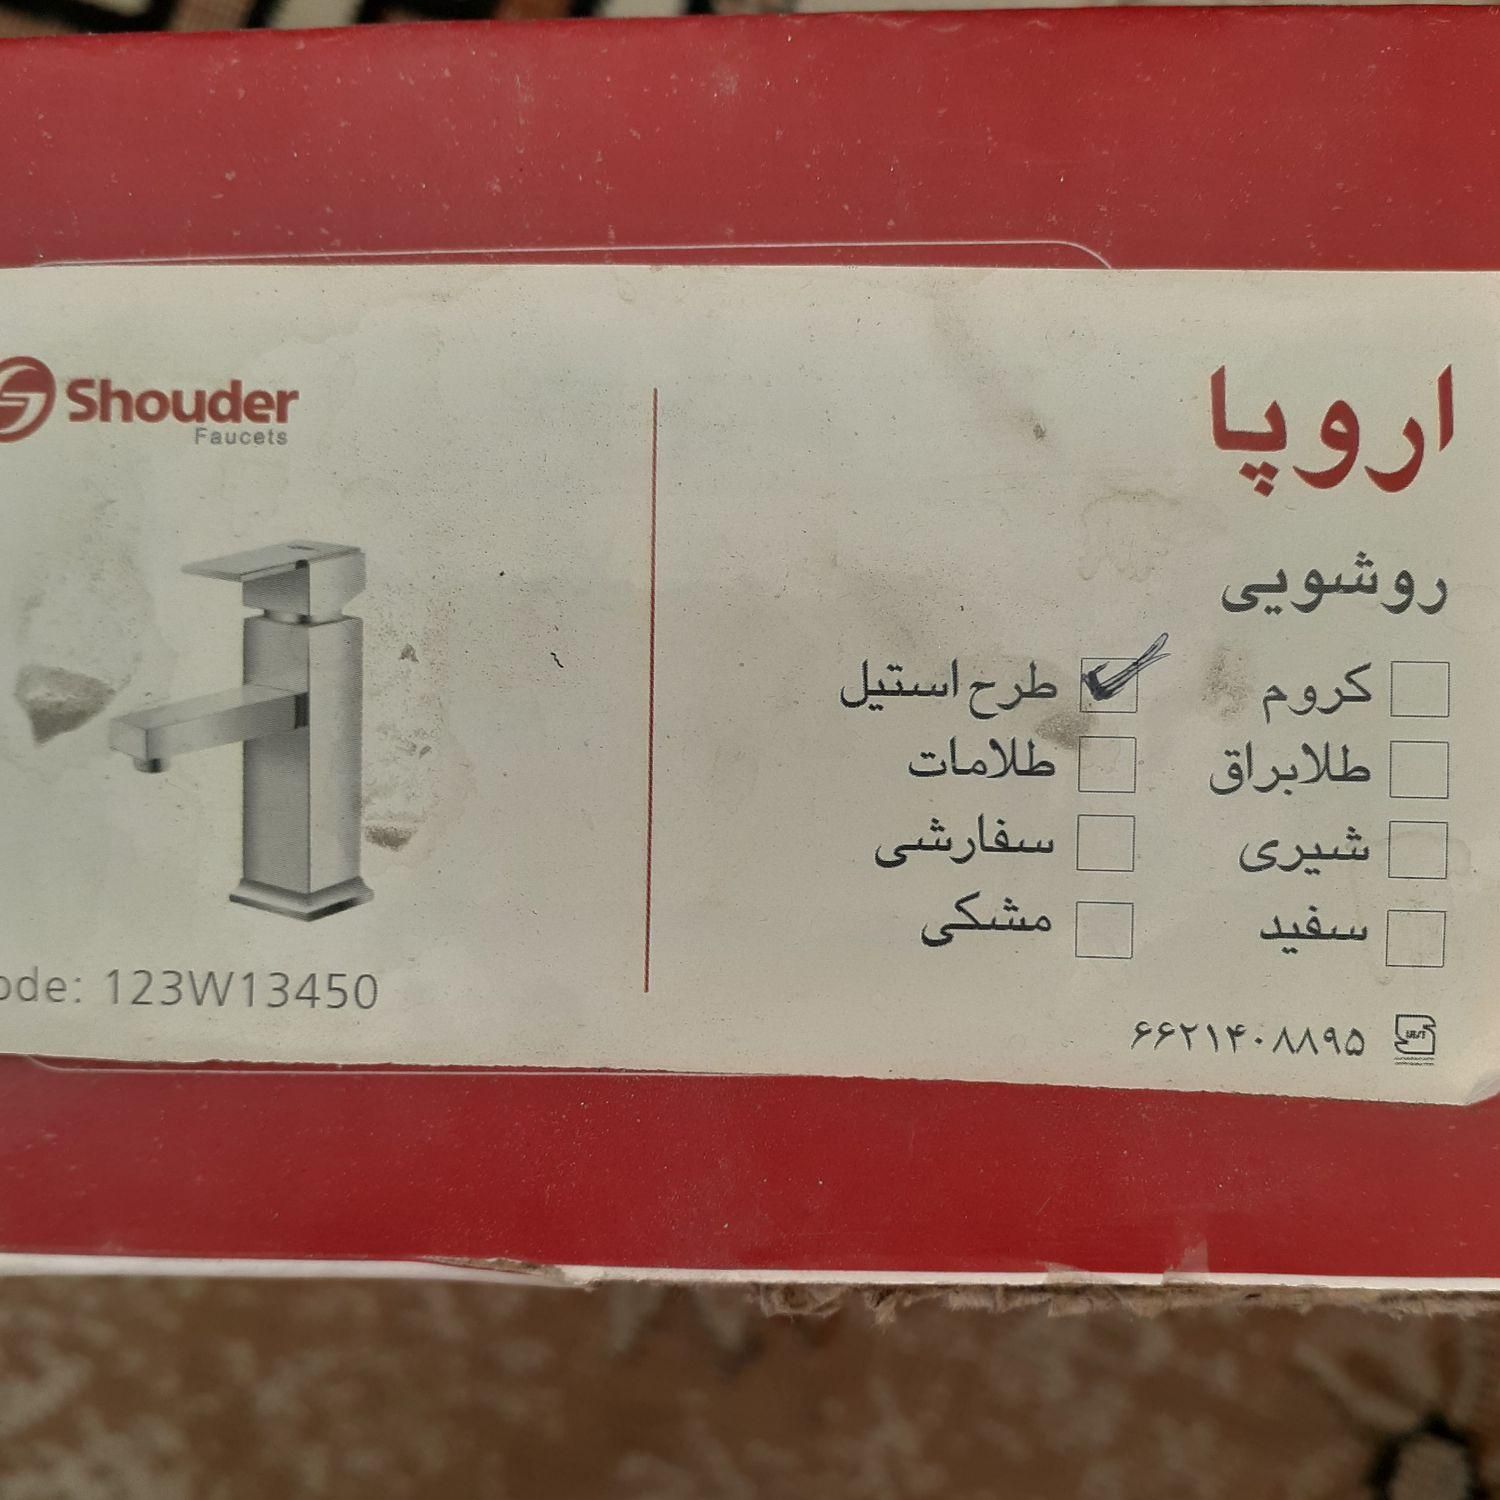 Shouder
Faucets
ode: 123W13450
اروپا
روشویی
کروم
طرح استیل
طلابراق
طلامات
شیری
سفارشی
سفید
مشکی
۶۶۲۱۴۰۸۸۹۵